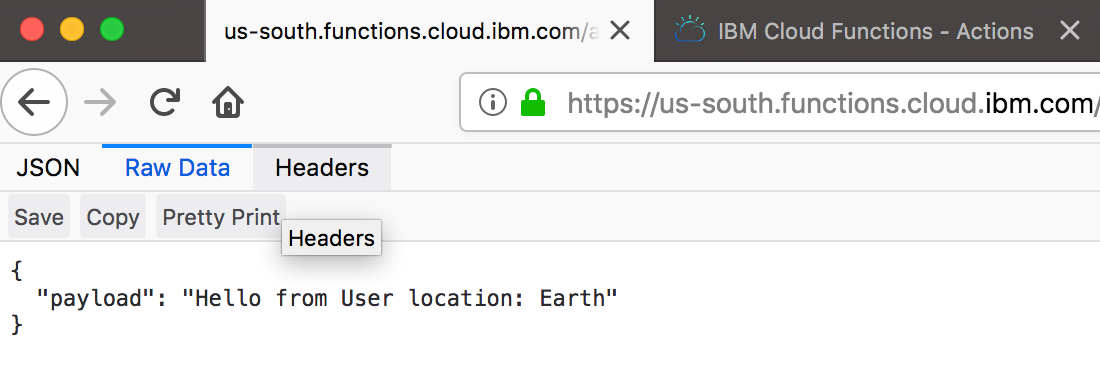 us-south.functions.cloud.ibm.com/a
IBM Cloud Functions - Actions
https://us-south.functions.cloud.ibm.com/
JSON Raw Data Headers
Save Copy Pretty Print
Headers
{
"payload": "Hello from User location: Earth"
}